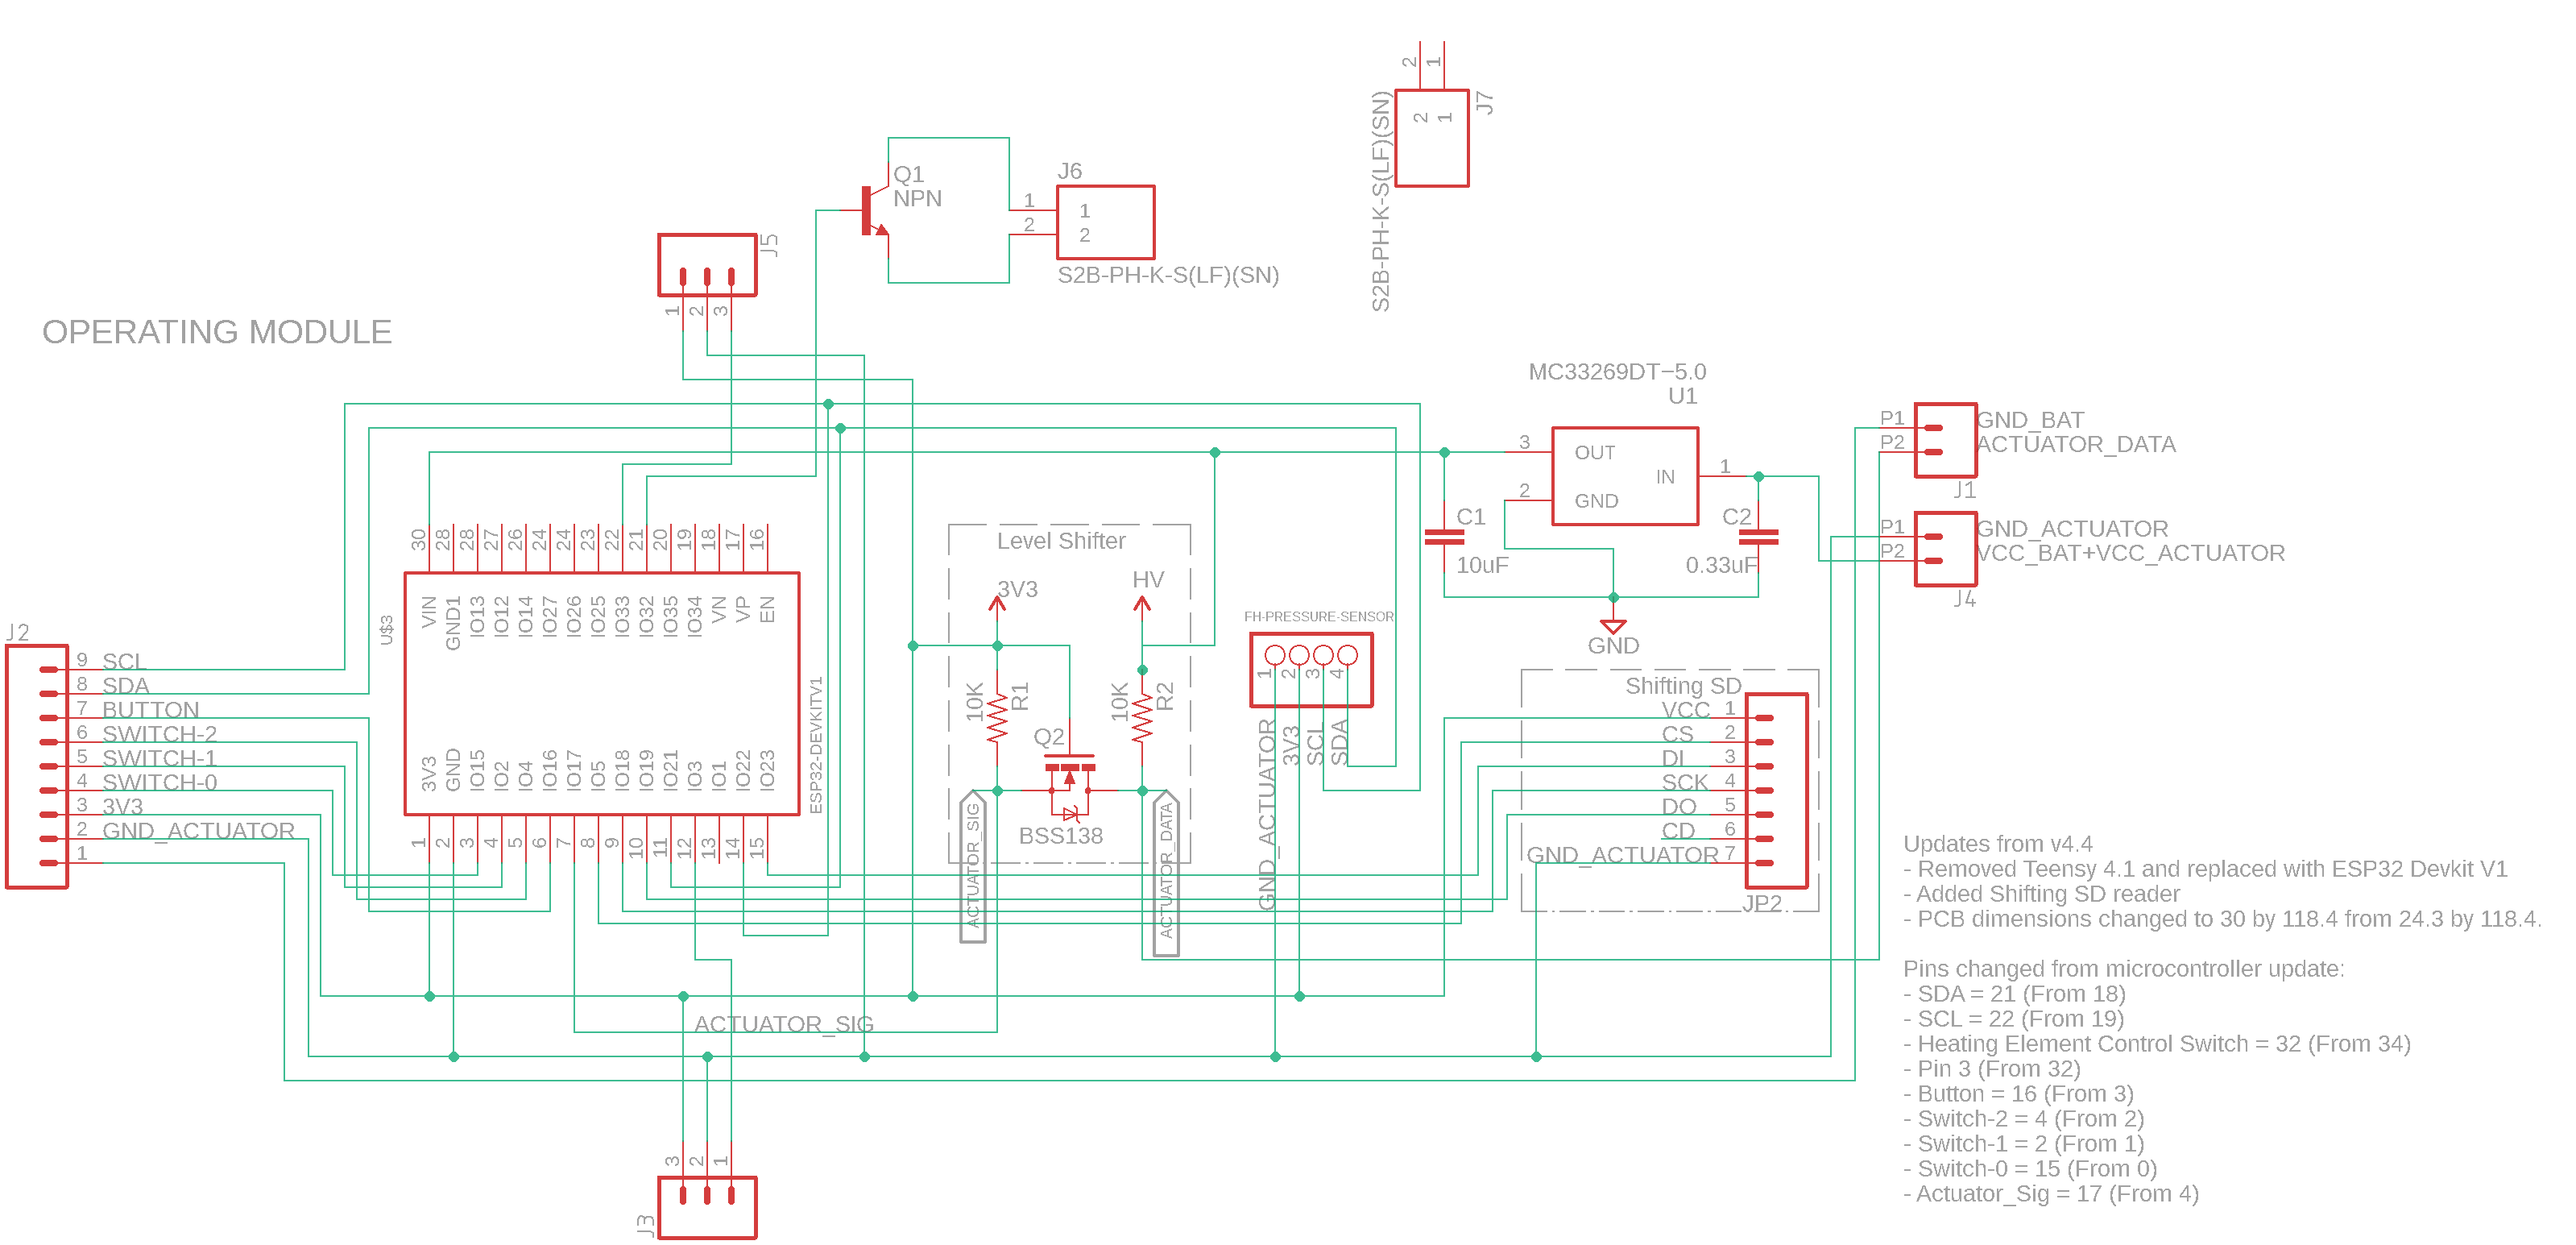 2
1
2
1
J7
S2B-PH-K-S(LF)(SN)
Q1
NPN
J6
1
2
1
2
S2B-PH-K-S(LF)(SN)
J5
1
2
3
OPERATING MODULE
MC33269DT-5.0
U1
3
OUT
2
GND
IN
1
C1
10uF
C2
0.33uF
GND
P1
GND_BAT
P2
ACTUATOR_DATA
J1
P1
GND_ACTUATOR
P2
VCC_BAT+VCC_ACTUATOR
J4
30
28
28
27
26
24
24
23
22
21
20
19
18
17
16
VIN
GND1
IO13
IO12
IO14
IO27
IO26
IO25
IO33
IO32
IO35
IO34
VN
VP
EN
U$3
ESP32-DEVKITV1
3V3
GND
IO15
IO2
IO4
IO16
IO17
IO5
IO18
IO19
IO21
IO3
IO1
IO22
IO23
1
2
3
4
5
6
7
8
9
10
11
12
13
14
15
J2
9 SCL
8 SDA
7 BUTTON
6 SWITCH-2
5 SWITCH-1
4 SWITCH-0
3 3V3
2 GND_ACTUATOR
1
Level Shifter
3V3
HV
10K
R1
10K
R2
Q2
BSS138
ACTUATOR_SIG
ACTUATOR_DATA
FH-PRESSURE-SENSOR
1
2
3
4
GND_ACTUATOR
3V3
SCL
SDA
Shifting SD
VCC 1
CS 2
DI 3
SCK 4
DO 5
CD 6
GND_ACTUATOR 7
JP2
ACTUATOR_SIG
3
2
1
J3
Updates from v4.4
- Removed Teensy 4.1 and replaced with ESP32 Devkit V1
- Added Shifting SD reader
- PCB dimensions changed to 30 by 118.4 from 24.3 by 118.4.
Pins changed from microcontroller update:
- SDA = 21 (From 18)
- SCL = 22 (From 19)
- Heating Element Control Switch = 32 (From 34)
- Pin 3 (From 32)
- Button = 16 (From 3)
- Switch-2 = 4 (From 2)
- Switch-1 = 2 (From 1)
- Switch-0 = 15 (From 0)
- Actuator_Sig = 17 (From 4)